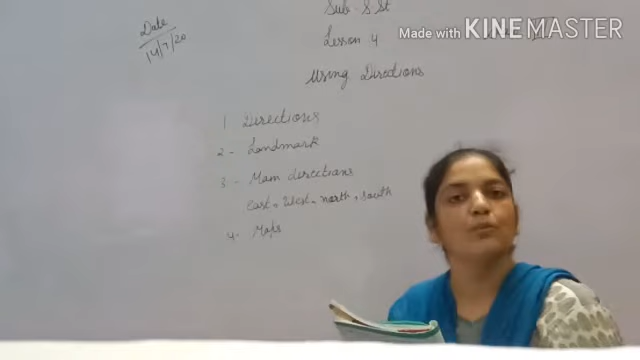 Date
14/7/20
Sub - S.St
Lesson 4
Made with KINEMASTER
Using Directions
1 Directions
2 - Landmark
3 - Main directions
East - West - north, south
4 - Maps